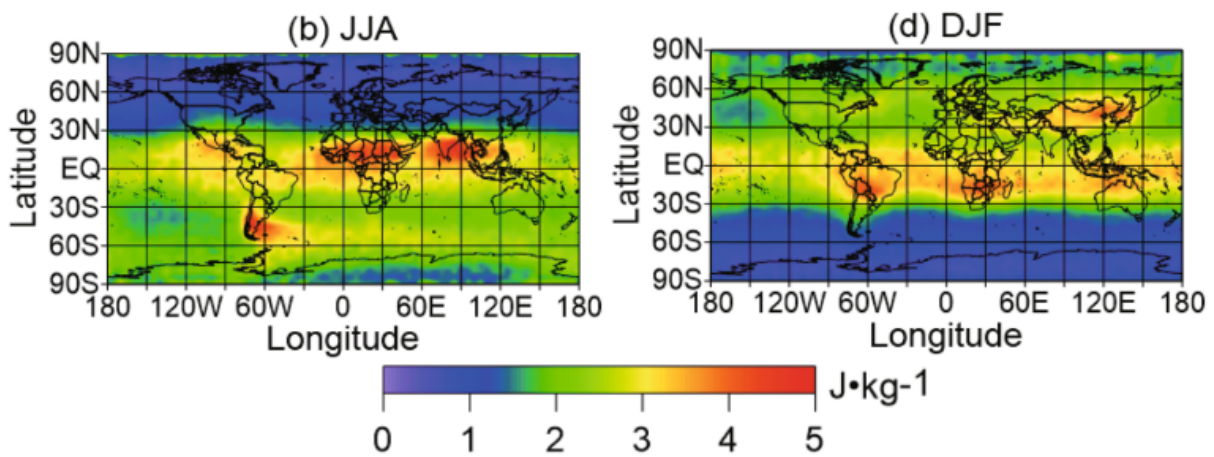 (b) JJA
90N
60N
30N
EQ
30S
60S
90S
Latitude
180 120W 60W 0 60E 120E 180
Longitude
(d) DJF
90N
60N
30N
EQ
30S
60S
90S
Latitude
180 120W 60W 0 60E 120E 180
Longitude
J•kg-1
0 1 2 3 4 5